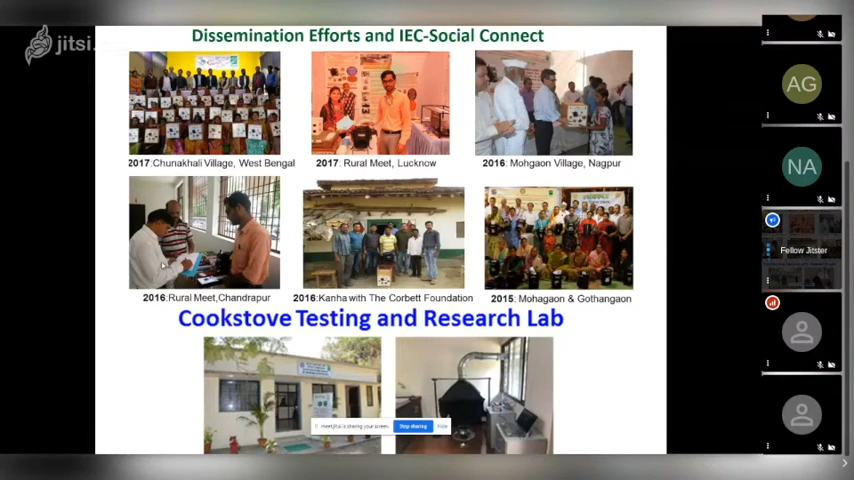 jitsi.
Dissemination Efforts and IEC-Social Connect
2017:Chunakhali Village, West Bengal
2017: Rural Meet, Lucknow
2016: Mohgaon Village, Nagpur
2016:Rural Meet,Chandrapur
2016:Kanha with The Corbett Foundation
2015: Mohagaon & Gothangaon
Cookstove Testing and Research Lab
meet.jit.si is sharing your screen.
Stop sharing
Hide
AG
NA
Fellow Jitster